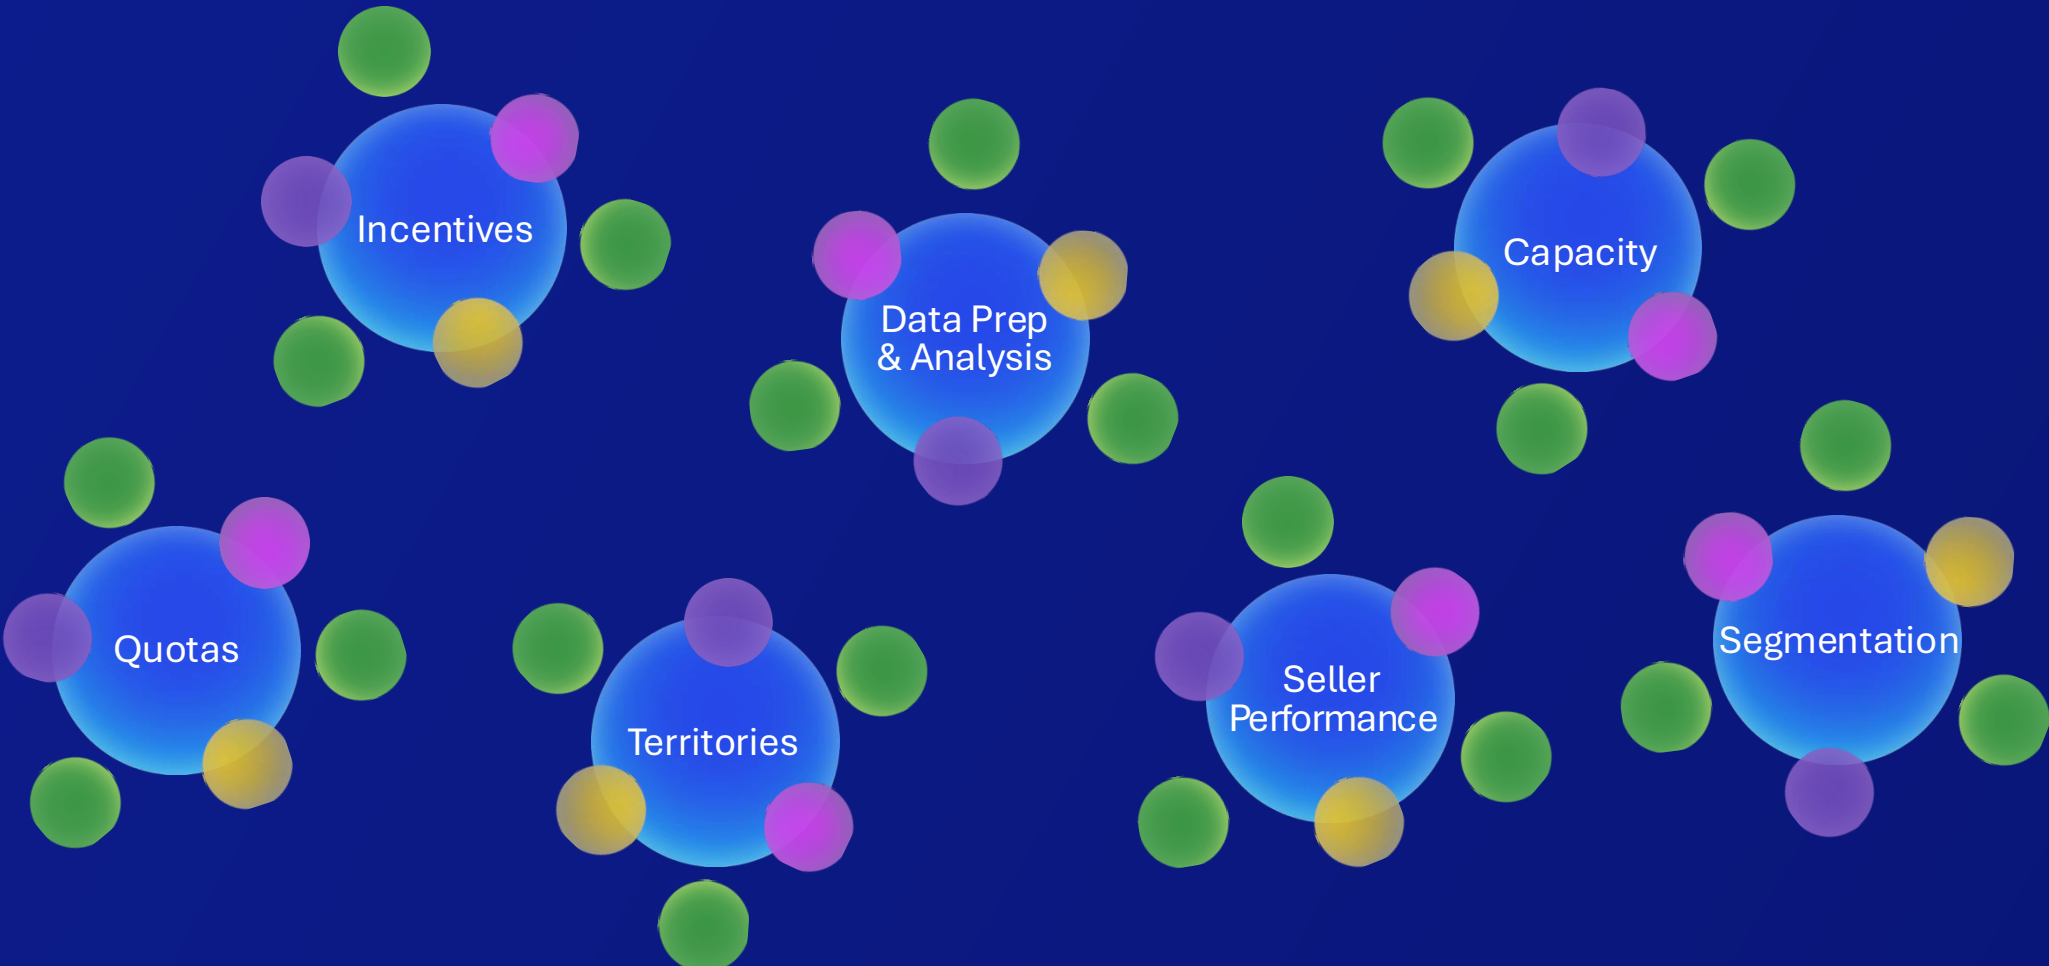 Incentives
Data Prep
& Analysis
Capacity
Quotas
Territories
Seller
Performance
Segmentation